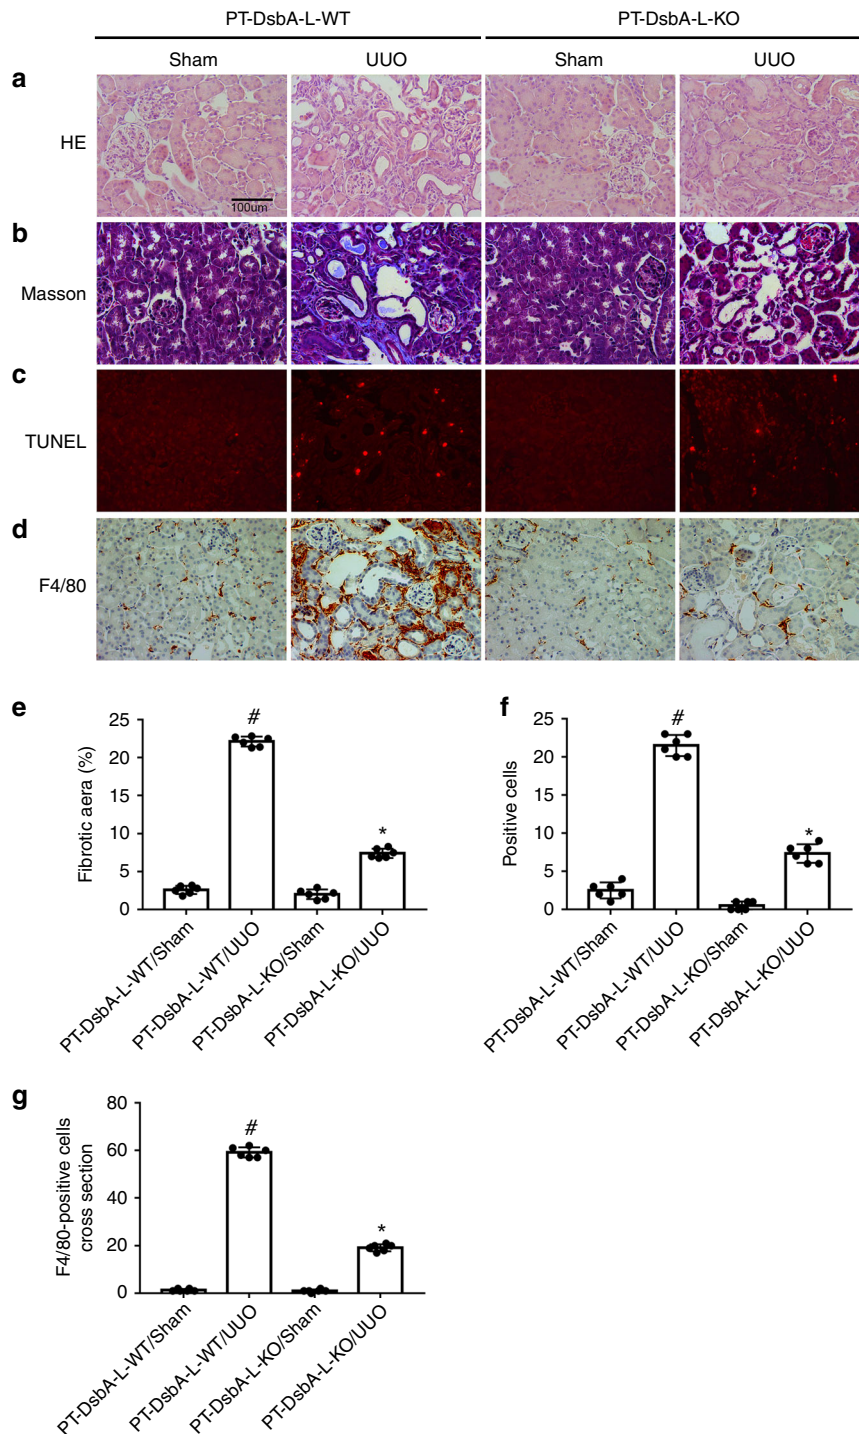 PT-DsbA-L-WT PT-DsbA-L-KO
Sham UUO Sham UUO
a
HE
100um
b
Masson
c
TUNEL
d
F4/80
e
Fibrotic aera (%)
25
20
15
10
5
0
#
*
PT-DsbA-L-WT/Sham
PT-DsbA-L-WT/UUO
PT-DsbA-L-KO/Sham
PT-DsbA-L-KO/UUO
f
Positive cells
25
20
15
10
5
0
#
*
PT-DsbA-L-WT/Sham
PT-DsbA-L-WT/UUO
PT-DsbA-L-KO/Sham
PT-DsbA-L-KO/UUO
g
F4/80-positive cells
cross section
80
60
40
20
0
#
*
PT-DsbA-L-WT/Sham
PT-DsbA-L-WT/UUO
PT-DsbA-L-KO/Sham
PT-DsbA-L-KO/UUO